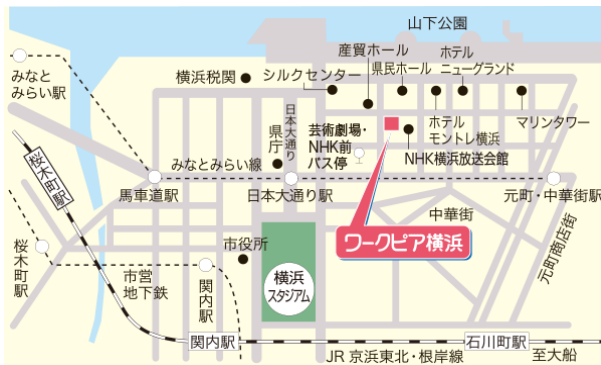 山下公園
みなと
みらい駅
横浜税関
シルクセンター
産貿ホール
県民ホール
ホテル
ニューグランド
日本大通り
県庁
芸術劇場・
NHK前
バス停
ホテル
モントレ横浜
マリンタワー
NHK横浜放送会館
桜木町駅
みなとみらい線
馬車道駅
日本大通り駅
元町・中華街駅
中華街
元町商店街
ワークピア横浜
桜木町駅
市営
地下鉄
市役所
関内駅
横浜
スタジアム
関内駅
石川町駅
JR 京浜東北・根岸線
至大船